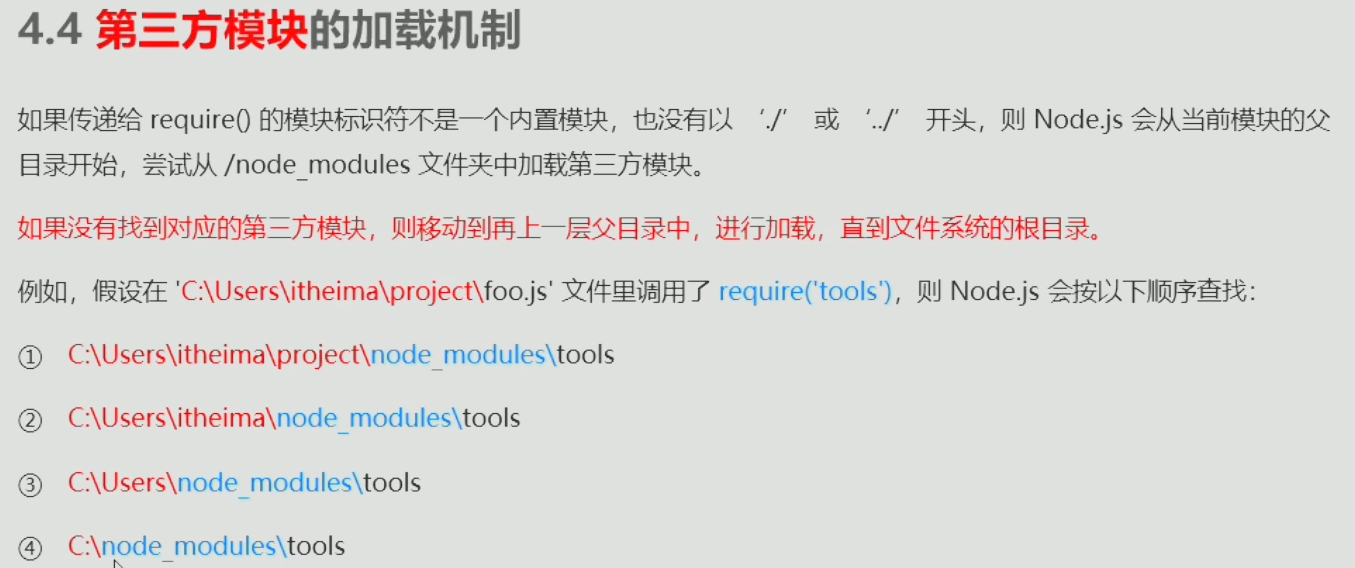 4.4 第三方模块的加载机制
如果传递给 require() 的模块标识符不是一个内置模块，也没有以 ‘./’ 或 ‘../’ 开头，则 Node.js 会从当前模块的父
目录开始，尝试从 /node_modules 文件夹中加载第三方模块。
如果没有找到对应的第三方模块，则移动到再上一层父目录中，进行加载，直到文件系统的根目录。
例如，假设在 'C:\Users\itheima\project\foo.js' 文件里调用了 require('tools')，则 Node.js 会按以下顺序查找：
① C:\Users\itheima\project\node_modules\tools
② C:\Users\itheima\node_modules\tools
③ C:\Users\node_modules\tools
④ C:\node_modules\tools